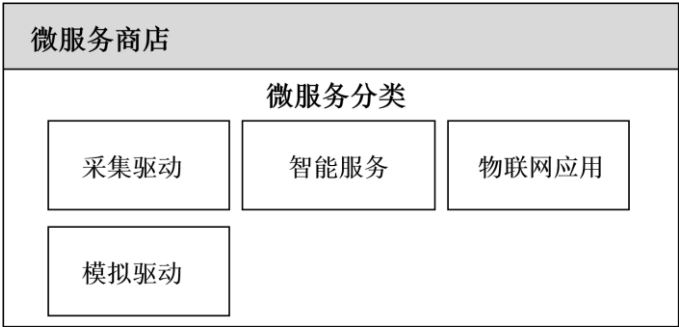 微服务商店
微服务分类
采集驱动
智能服务
物联网应用
模拟驱动